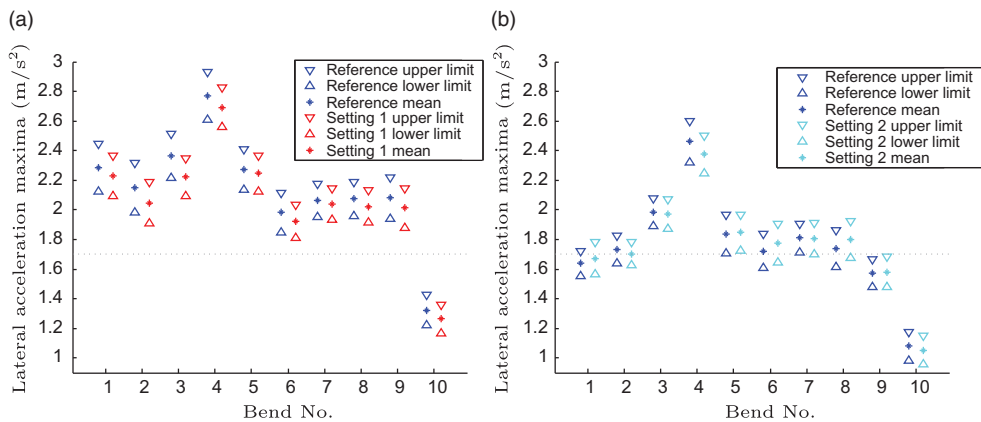 (a)
Lateral acceleration maxima (m/s²)
3
2.8
2.6
2.4
2.2
2
1.8
1.6
1.4
1.2
1
Reference upper limit
Reference lower limit
Reference mean
Setting 1 upper limit
Setting 1 lower limit
Setting 1 mean
1 2 3 4 5 6 7 8 9 10
Bend No.
(b)
Lateral acceleration maxima (m/s²)
3
2.8
2.6
2.4
2.2
2
1.8
1.6
1.4
1.2
1
Reference upper limit
Reference lower limit
Reference mean
Setting 2 upper limit
Setting 2 lower limit
Setting 2 mean
1 2 3 4 5 6 7 8 9 10
Bend No.